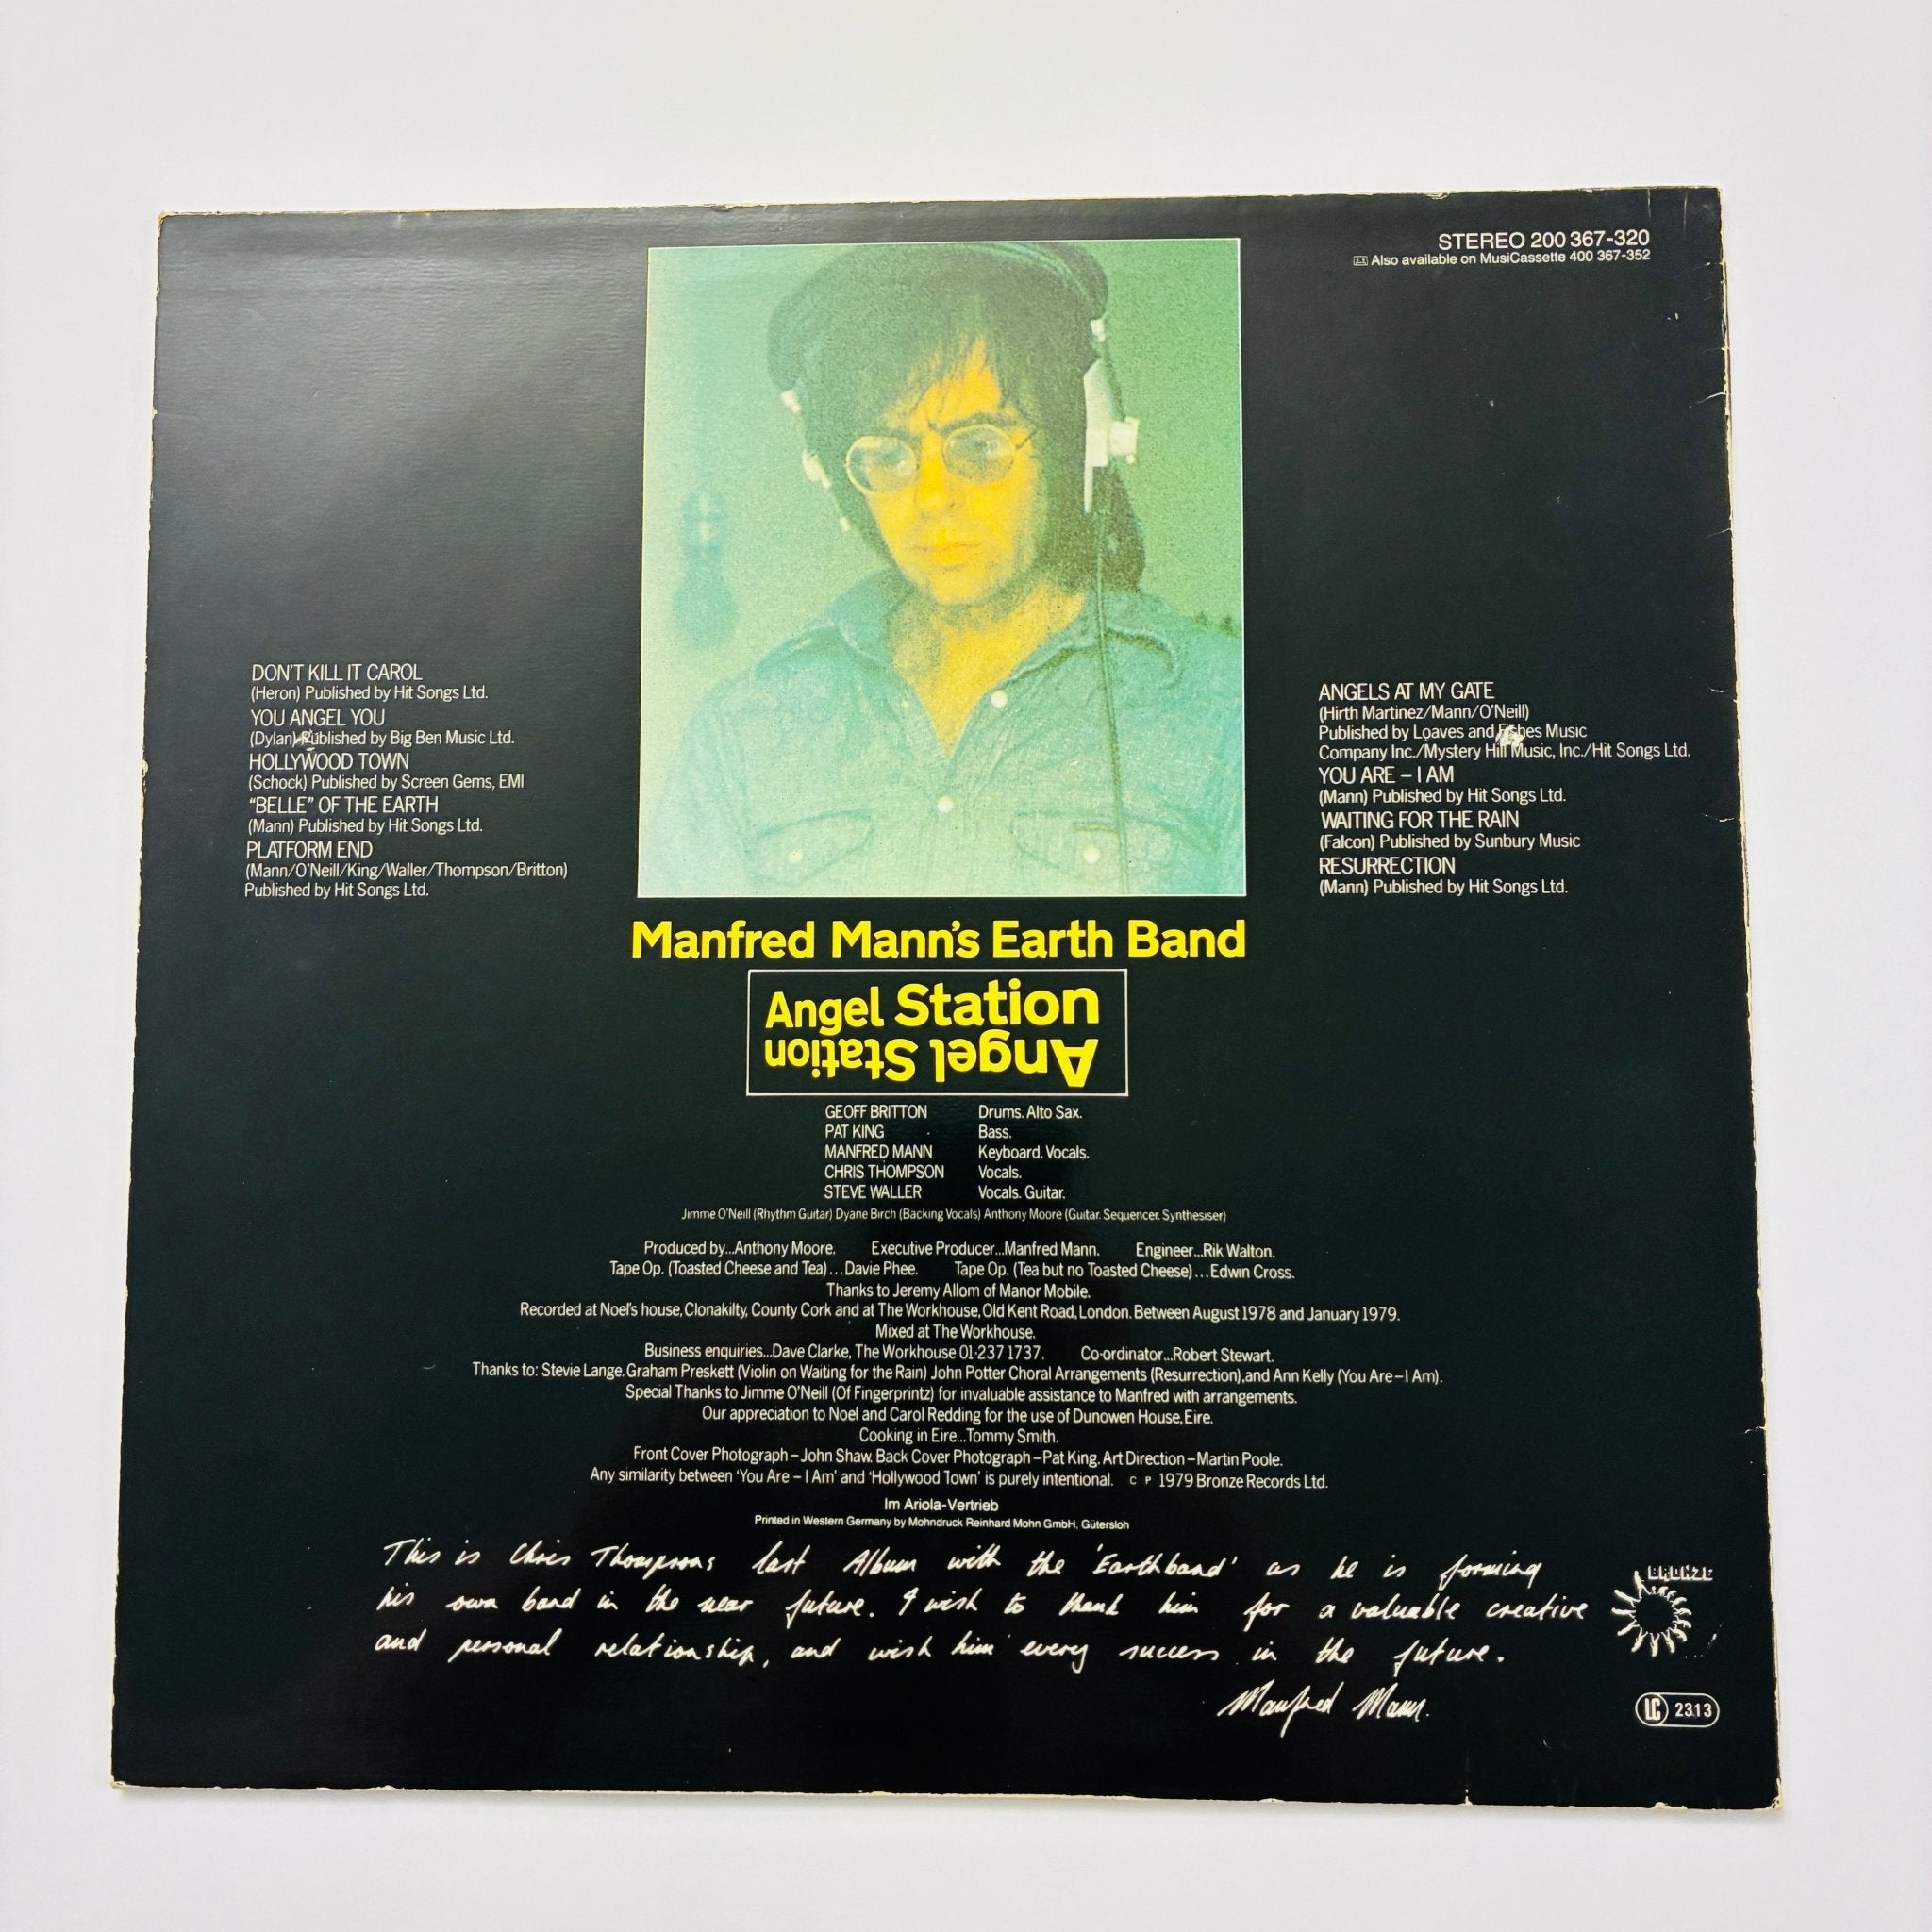 STEREO 200 367-320
Also available on MusiCassette 400 367-352
DON'T KILL IT CAROL
(Heron) Published by Hit Songs Ltd.
YOU ANGEL YOU
(Dylan) Published by Big Ben Music Ltd.
HOLLYWOOD TOWN
(Schock) Published by Screen Gems, EMI
"BELLE" OF THE EARTH
(Mann) Published by Hit Songs Ltd.
PLATFORM END
(Mann/O'Neill/King/Waller/Thompson/Britton)
Published by Hit Songs Ltd.
ANGELS AT MY GATE
(Hirth Martinez/Mann/O'Neill)
Published by Loaves and Fishes Music
Company Inc./Mystery Hill Music, Inc./Hit Songs Ltd.
YOU ARE – I AM
(Mann) Published by Hit Songs Ltd.
WAITING FOR THE RAIN
(Falcon) Published by Sunbury Music
RESURRECTION
(Mann) Published by Hit Songs Ltd.
Manfred Mann's Earth Band
Angel Station
Angel Station
GEOFF BRITTON Drums. Alto Sax.
PAT KING Bass.
MANFRED MANN Keyboard. Vocals.
CHRIS THOMPSON Vocals.
STEVE WALLER Vocals. Guitar.
Jimme O'Neill (Rhythm Guitar) Dyane Birch (Backing Vocals) Anthony Moore (Guitar. Sequencer. Synthesiser)
Produced by...Anthony Moore. Executive Producer...Manfred Mann. Engineer...Rik Walton.
Tape Op. (Toasted Cheese and Tea)...Davie Phee. Tape Op. (Tea but no Toasted Cheese)...Edwin Cross.
Thanks to Jeremy Allom of Manor Mobile.
Recorded at Noel's house, Clonakilty, County Cork and at The Workhouse, Old Kent Road, London. Between August 1978 and January 1979.
Mixed at The Workhouse.
Business enquiries...Dave Clarke, The Workhouse 01-237 1737. Co-ordinator...Robert Stewart.
Thanks to: Stevie Lange. Graham Preskett (Violin on Waiting for the Rain) John Potter Choral Arrangements (Resurrection), and Ann Kelly (You Are – I Am).
Special Thanks to Jimme O'Neill (Of Fingerprintz) for invaluable assistance to Manfred with arrangements.
Our appreciation to Noel and Carol Redding for the use of Dunowen House, Eire.
Cooking in Eire...Tommy Smith.
Front Cover Photograph – John Shaw. Back Cover Photograph – Pat King. Art Direction – Martin Poole.
Any similarity between 'You Are – I Am' and 'Hollywood Town' is purely intentional. C P 1979 Bronze Records Ltd.
Im Ariola-Vertrieb
Printed in Western Germany by Mohndruck Reinhard Mohn GmbH, Gütersloh
This is Chris Thompsons last Album with the 'Earthband' as he is forming
his own band in the near future. I wish to thank him for a valuable creative
and personal relationship, and wish him every success in the future.
Manfred Mann.
BRONZE
LC 2313